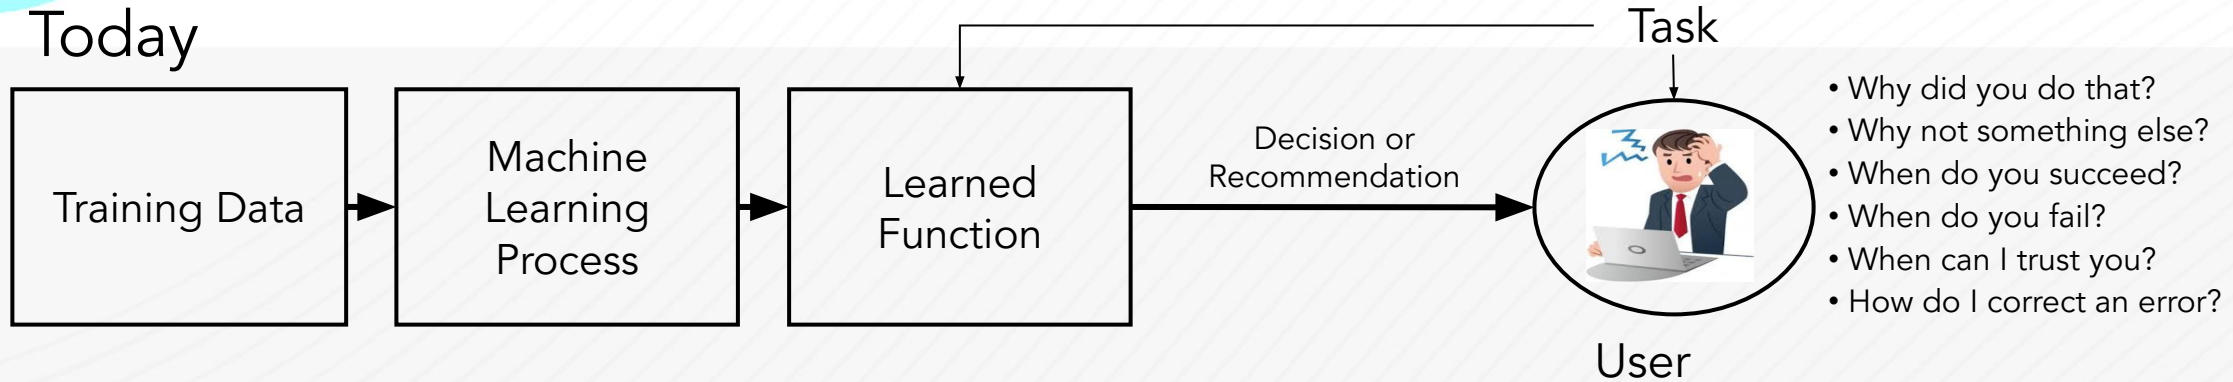 Today
Task
Training Data
Machine
Learning
Process
Learned
Function
Decision or
Recommendation
• Why did you do that?
• Why not something else?
• When do you succeed?
• When do you fail?
• When can I trust you?
• How do I correct an error?
User